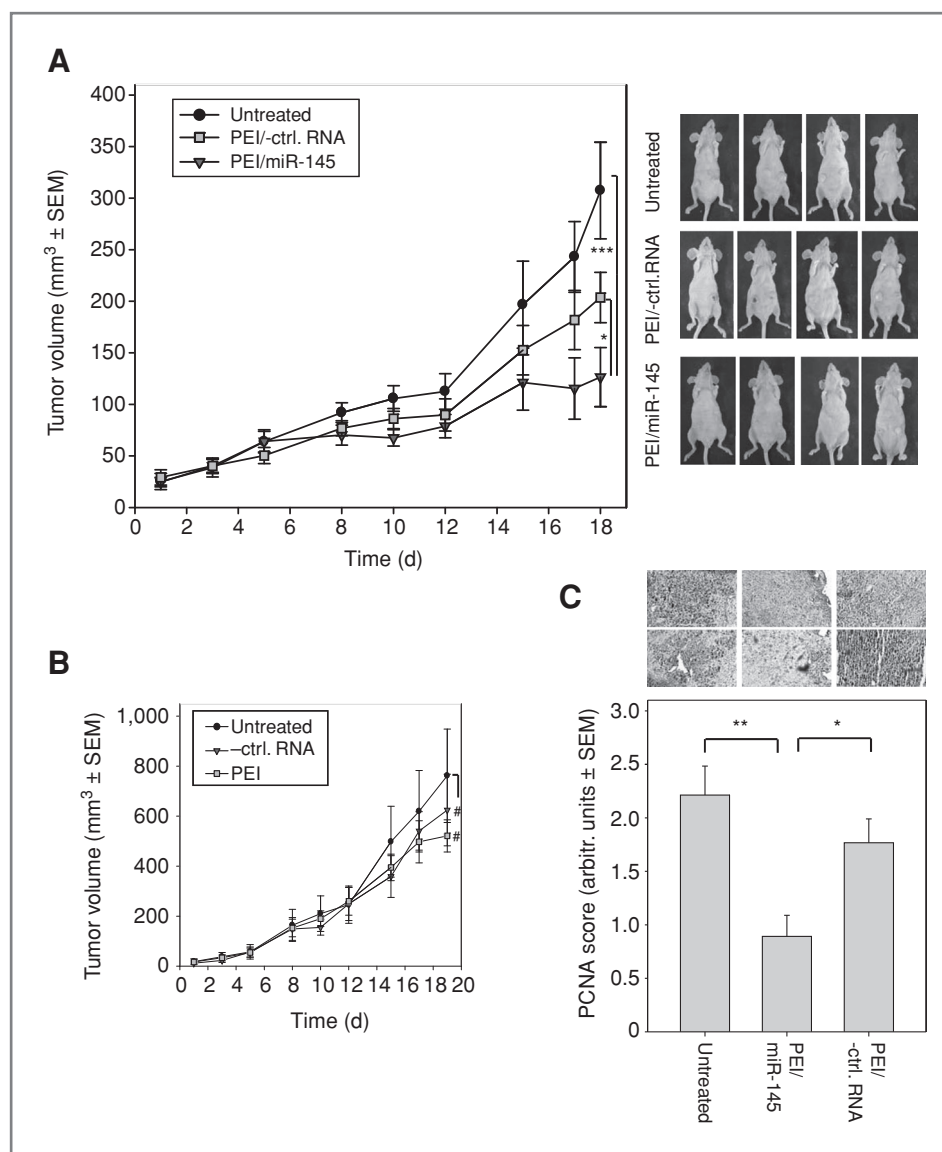 A
400
350
300
250
200
150
100
50
0
Tumor volume (mm³ ± SEM)
Untreated
PEI/-ctrl. RNA
PEI/miR-145
***
*
0 2 4 6 8 10 12 14 16 18
Time (d)
Untreated
PEI/-ctrl.RNA
PEI/miR-145
B
1,000
800
600
400
200
0
Tumor volume (mm³ ± SEM)
Untreated
–ctrl. RNA
PEI
#
#
0 2 4 6 8 10 12 14 16 18 20
Time (d)
C
3.0
2.5
2.0
1.5
1.0
0.5
0
PCNA score (arbitr. units ± SEM)
**
*
Untreated
PEI/
miR-145
PEI/
-ctrl. RNA